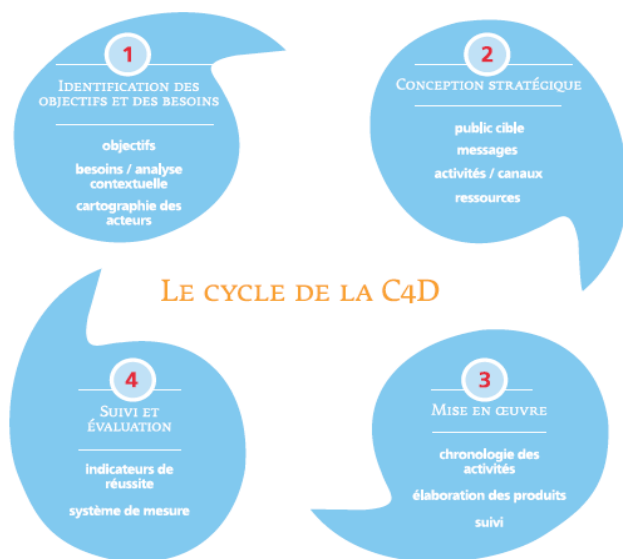 1
IDENTIFICATION DES
OBJECTIFS ET DES BESOINS
objectifs
besoins / analyse
contextuelle
cartographie des
acteurs
2
CONCEPTION STRATÉGIQUE
public cible
messages
activités / canaux
ressources
LE CYCLE DE LA C4D
4
SUIVI ET
ÉVALUATION
indicateurs de
réussite
système de mesure
3
MISE EN ŒUVRE
chronologie des
activités
élaboration des produits
suivi